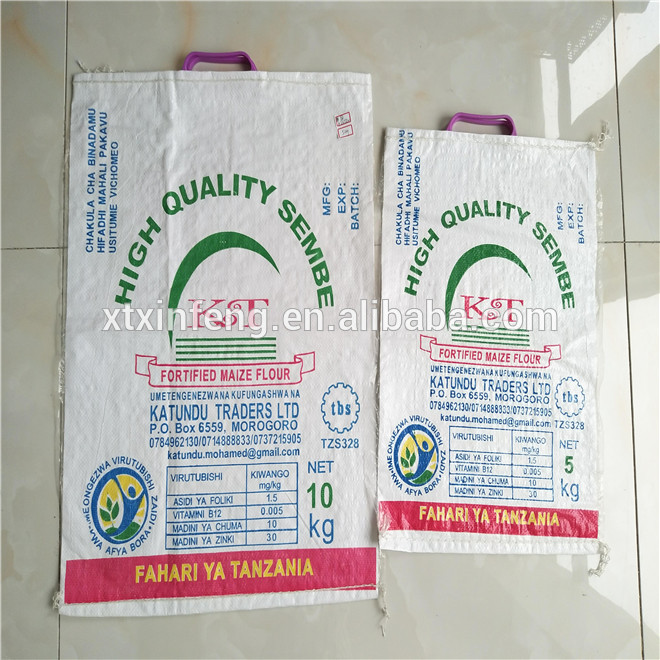 CHAKULA CHA BINADAMU
HIFADHI MAHALI PAKAVU
USITUMIE VICHOMEO
MFG:
EXP:
BATCH:
HIGH QUALITY SEMBE
K&T
FORTIFIED MAIZE FLOUR
UMETENGENEZWANA KUFUNGASHWA NA
KATUNDU TRADERS LTD
P.O. Box 6559, MOROGORO
0784962130/0714888833/0737215905
katundu.mohamed@gmail.com
tbs
TZS328
VIRUTUBISHI KIWANGO
mg/kg
ASIDI YA FOLIKI 1.5
VITAMINI B12 0.005
MADINI YA CHUMA 10
MADINI YA ZINKI 30
NET
10
kg
FAHARI YA TANZANIA
CHAKULA CHA BINADAMU
HIFADHI MAHALI PAKAVU
USITUMIE VICHOMEO
MFG:
EXP:
BATCH:
HIGH QUALITY SEMBE
K&T
FORTIFIED MAIZE FLOUR
UMETENGENEZWANA KUFUNGASHWA NA
KATUNDU TRADERS LTD
P.O. Box 6559, MOROGORO
0784962130/0714888833/0737215905
katundu.mohamed@gmail.com
tbs
TZS328
VIRUTUBISHI KIWANGO
mg/kg
ASIDI YA FOLIKI 1.5
VITAMINI B12 0.005
MADINI YA CHUMA 10
MADINI YA ZINKI 30
NET
5
kg
FAHARI YA TANZANIA
xtxinfeng.en.alibaba.com